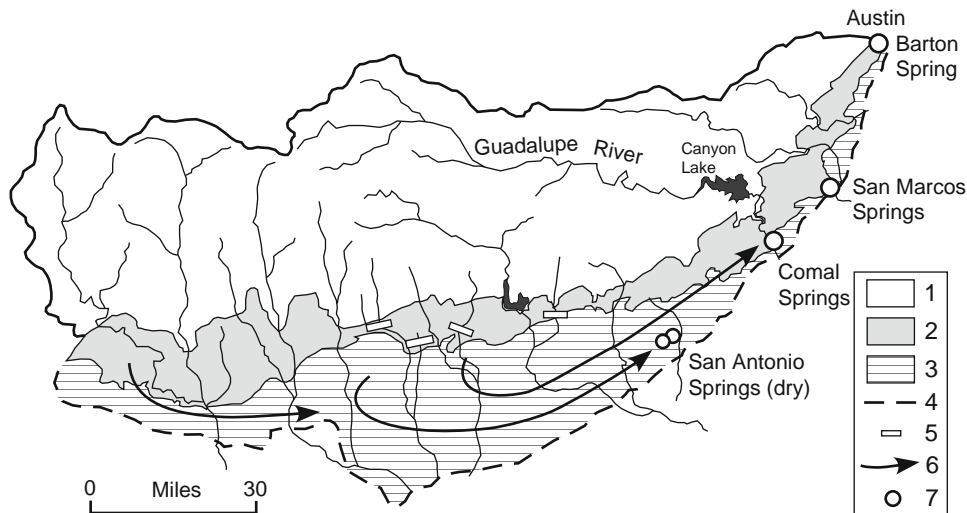 Austin
Barton
Spring
Guadalupe River
Canyon
Lake
San Marcos
Springs
Comal
Springs
San Antonio
Springs (dry)
1
2
3
4
5
6
7
0 Miles 30